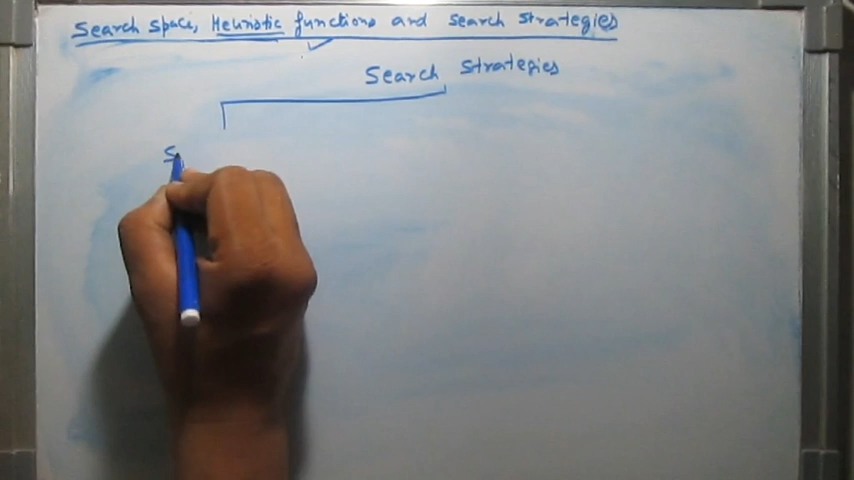 Search Space, Heuristic functions and search strategies
Search strategies
S